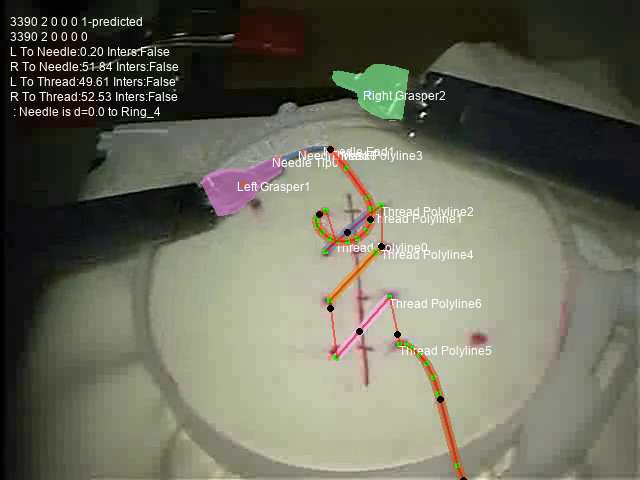 3390 2 0 0 0 1-predicted
3390 2 0 0 0 0
L To Needle:0.20 Inters:False
R To Needle:51.84 Inters:False
L To Thread:49.61 Inters:False
R To Thread:52.53 Inters:False
: Needle is d=0.0 to Ring_4
Right Grasper2
Needle Tip0
Left Grasper1
Thread Polyline2
Thread Polyline1
Thread Polyline0
Thread Polyline4
Thread Polyline6
Thread Polyline5